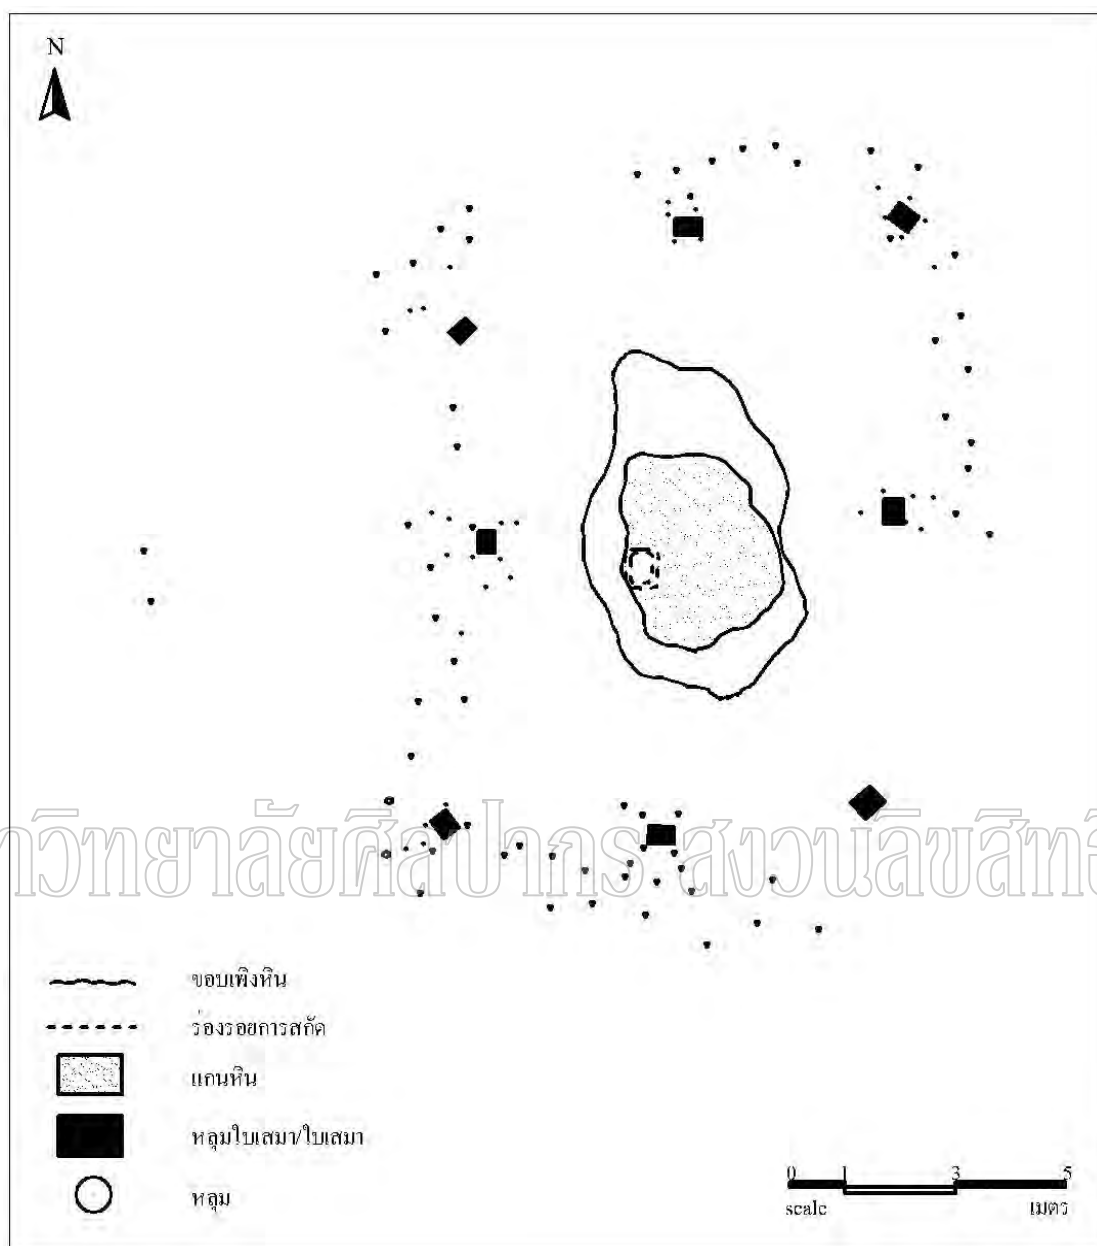 N
าวิทยาลัยศิลปากร สงวนลิขสิทธิ
ขอบเพิงหิน
ร่องรอยการสกัด
แกนหิน
หลุมใบเสมา/ใบเสมา
หลุม
0 1 3 5
scale เมตร